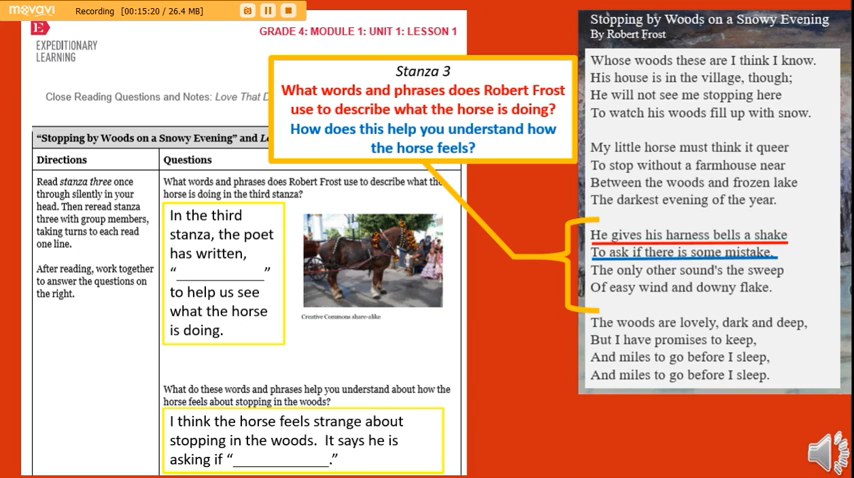 movavi
Recording [00:15:20 / 26.4 MB]
E
EXPEDITIONARY
LEARNING
GRADE 4: MODULE 1: UNIT 1: LESSON 1
Close Reading Questions and Notes: Love That D
Stanza 3
What words and phrases does Robert Frost
use to describe what the horse is doing?
How does this help you understand how
the horse feels?
"Stopping by Woods on a Snowy Evening" and
Directions
Questions
Read stanza three once
through silently in your
head. Then reread stanza
three with group members,
taking turns to each read
one line.
After reading, work together
to answer the questions on
the right.
What words and phrases does Robert Frost use to describe what the
horse is doing in the third stanza?
In the third
stanza, the poet
has written,
"______________"
to help us see
what the horse
is doing.
Creative Commons share-alike
What do these words and phrases help you understand about how the
horse feels about stopping in the woods?
I think the horse feels strange about
stopping in the woods.  It says he is
asking if "_____________."
Stopping by Woods on a Snowy Evening
By Robert Frost
Whose woods these are I think I know.
His house is in the village, though;
He will not see me stopping here
To watch his woods fill up with snow.
My little horse must think it queer
To stop without a farmhouse near
Between the woods and frozen lake
The darkest evening of the year.
He gives his harness bells a shake
To ask if there is some mistake.
The only other sound's the sweep
Of easy wind and downy flake.
The woods are lovely, dark and deep,
But I have promises to keep,
And miles to go before I sleep,
And miles to go before I sleep.